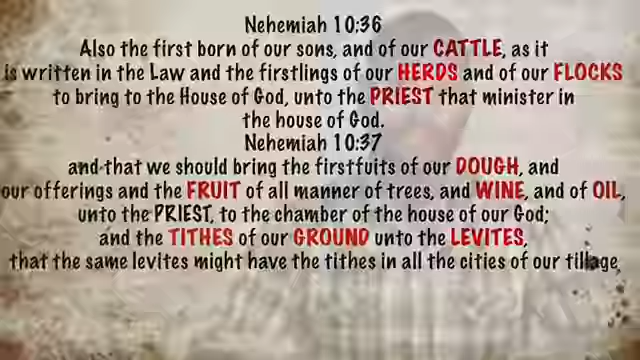 Nehemiah 10:36
Also the first born of our sons, and of our CATTLE, as it
is written in the Law and the firstlings of our HERDS and of our FLOCKS
to bring to the House of God, unto the PRIEST that minister in
the house of God.
Nehemiah 10:37
and that we should bring the firstfuits of our DOUGH, and
our offerings and the FRUIT of all manner of trees, and WINE, and of OIL,
unto the PRIEST, to the chamber of the house of our God;
and the TITHES of our GROUND unto the LEVITES,
that the same levites might have the tithes in all the cities of our tillage